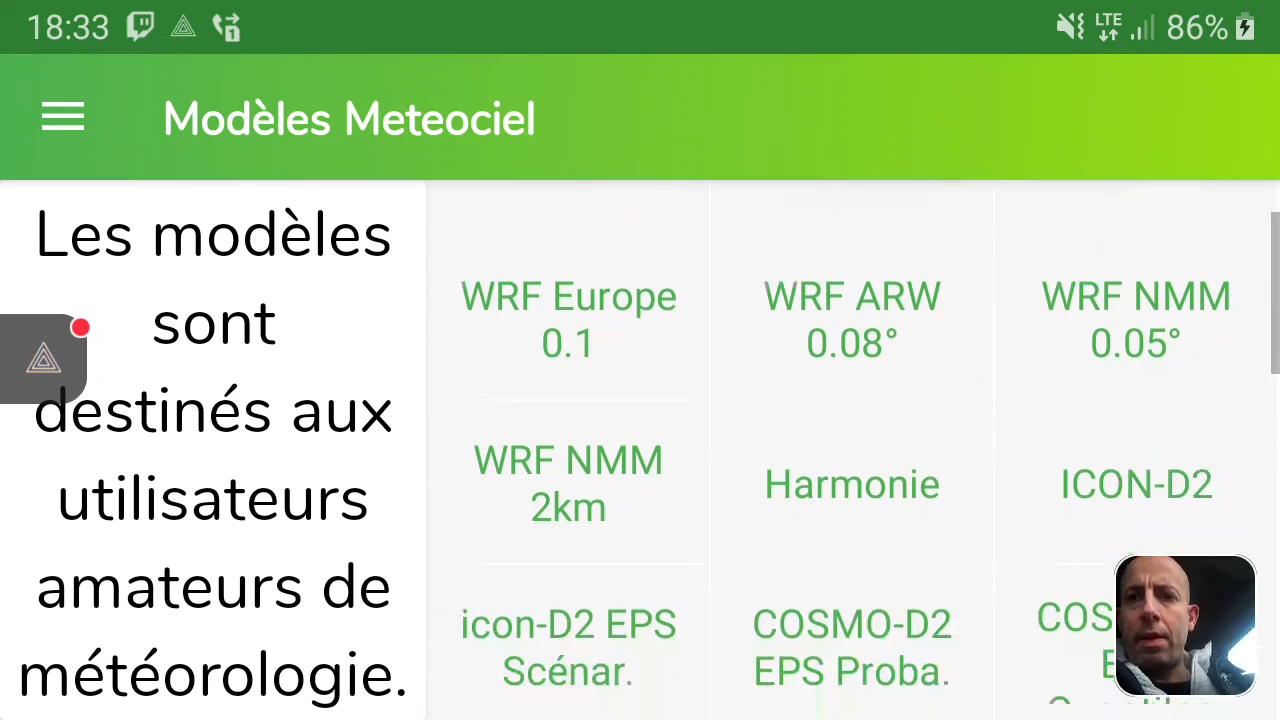 18:33
1
LTE
86%
Modèles Meteociel
Les modèles
sont
destinés aux
utilisateurs
amateurs de
météorologie.
WRF Europe
0.1
WRF ARW
0.08°
WRF NMM
0.05°
WRF NMM
2km
Harmonie
ICON-D2
icon-D2 EPS
Scénar.
COSMO-D2
EPS Proba.